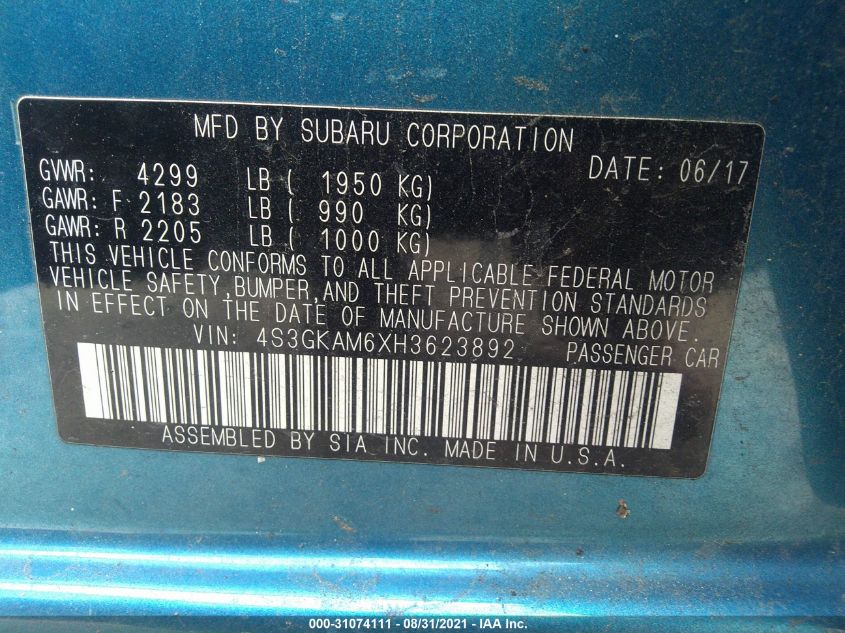 MFD BY SUBARU CORPORATION
GVWR: 4299 LB ( 1950 KG) DATE: 06/17
GAWR: F 2183 LB ( 990 KG)
GAWR: R 2205 LB ( 1000 KG)
THIS VEHICLE CONFORMS TO ALL APPLICABLE FEDERAL MOTOR
VEHICLE SAFETY,BUMPER,AND THEFT PREVENTION STANDARDS
IN EFFECT ON THE DATE OF MANUFACTURE SHOWN ABOVE.
VIN: 4S3GKAM6XH3623892 PASSENGER CAR
ASSEMBLED BY SIA INC. MADE IN U.S.A.
000-31074111 - 08/31/2021 - IAA Inc.